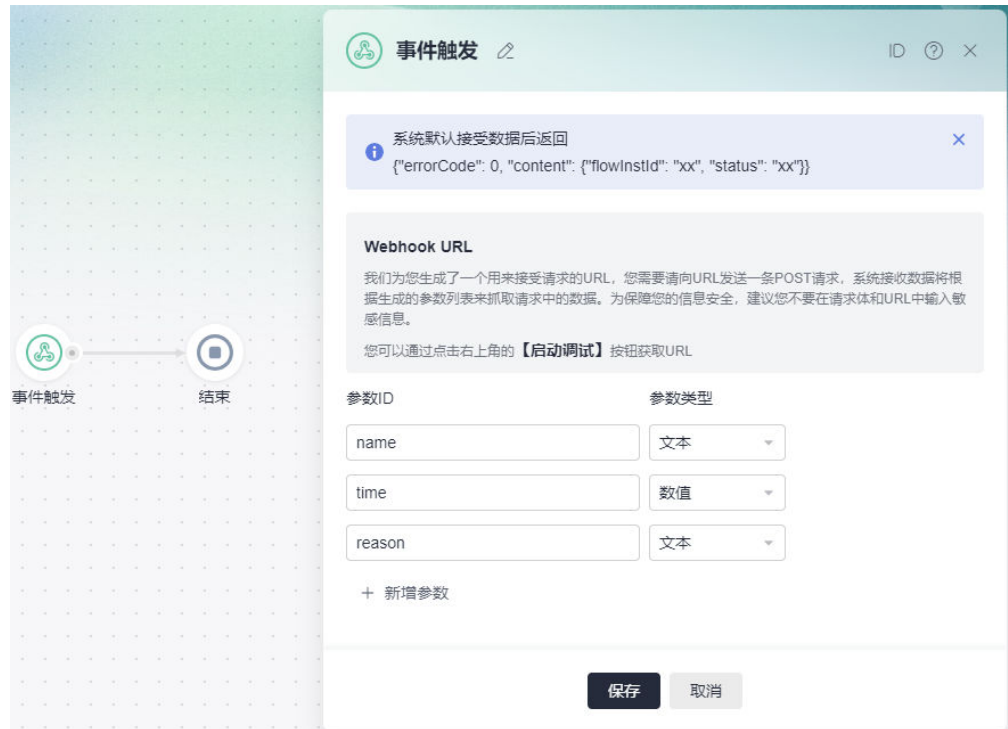 事件触发
ID
系统默认接受数据后返回
{"errorCode": 0, "content": {"flowInstId": "xx", "status": "xx"}}
Webhook URL
我们为您生成了一个用来接受请求的URL，您需要请向URL发送一条POST请求，系统接收数据将根
据生成的参数列表来抓取请求中的数据。为保障您的信息安全，建议您不要在请求体和URL中输入敏
感信息。
您可以通过点击右上角的【启动调试】按钮获取URL
事件触发
结束
参数ID
参数类型
name
文本
time
数值
reason
文本
+ 新增参数
保存
取消